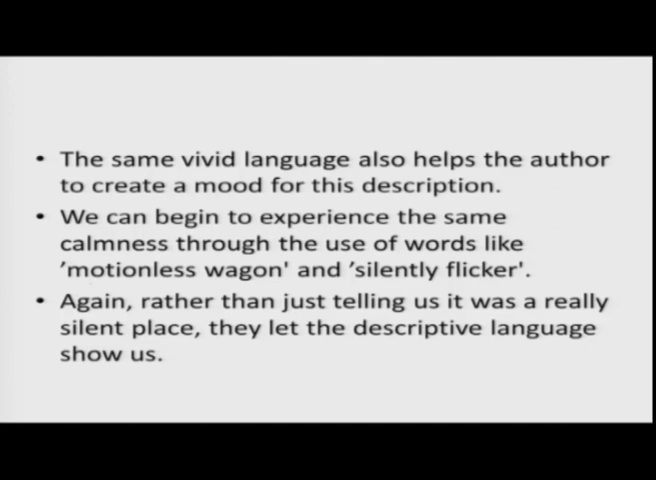 • The same vivid language also helps the author
to create a mood for this description.
• We can begin to experience the same
calmness through the use of words like
’motionless wagon' and ’silently flicker'.
• Again, rather than just telling us it was a really
silent place, they let the descriptive language
show us.